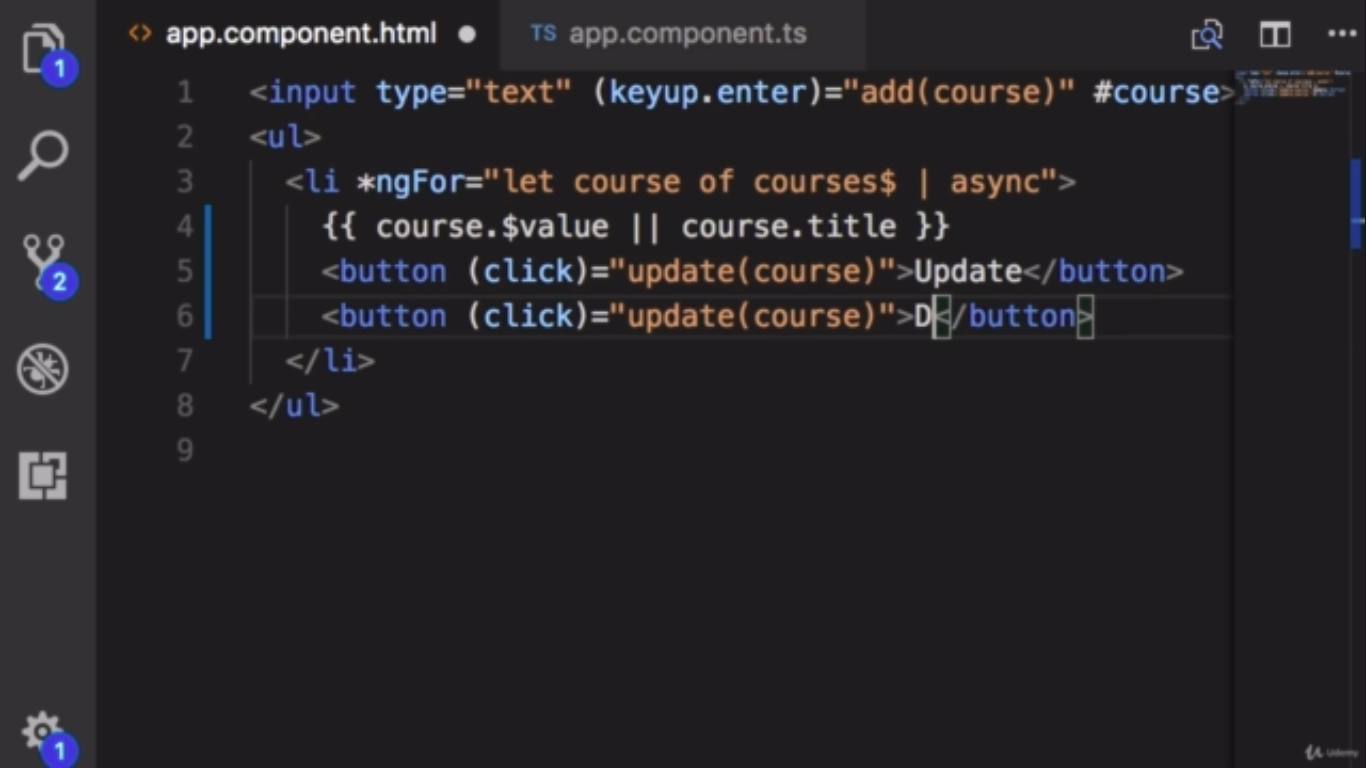 app.component.html
TS app.component.ts
1
1 <input type="text" (keyup.enter)="add(course)" #course>
2 <ul>
3 <li *ngFor="let course of courses$ | async">
4 {{ course.$value || course.title }}
5 <button (click)="update(course)">Update</button>
2
6 <button (click)="update(course)">D</button>
7 </li>
8 </ul>
9
1
Udemy